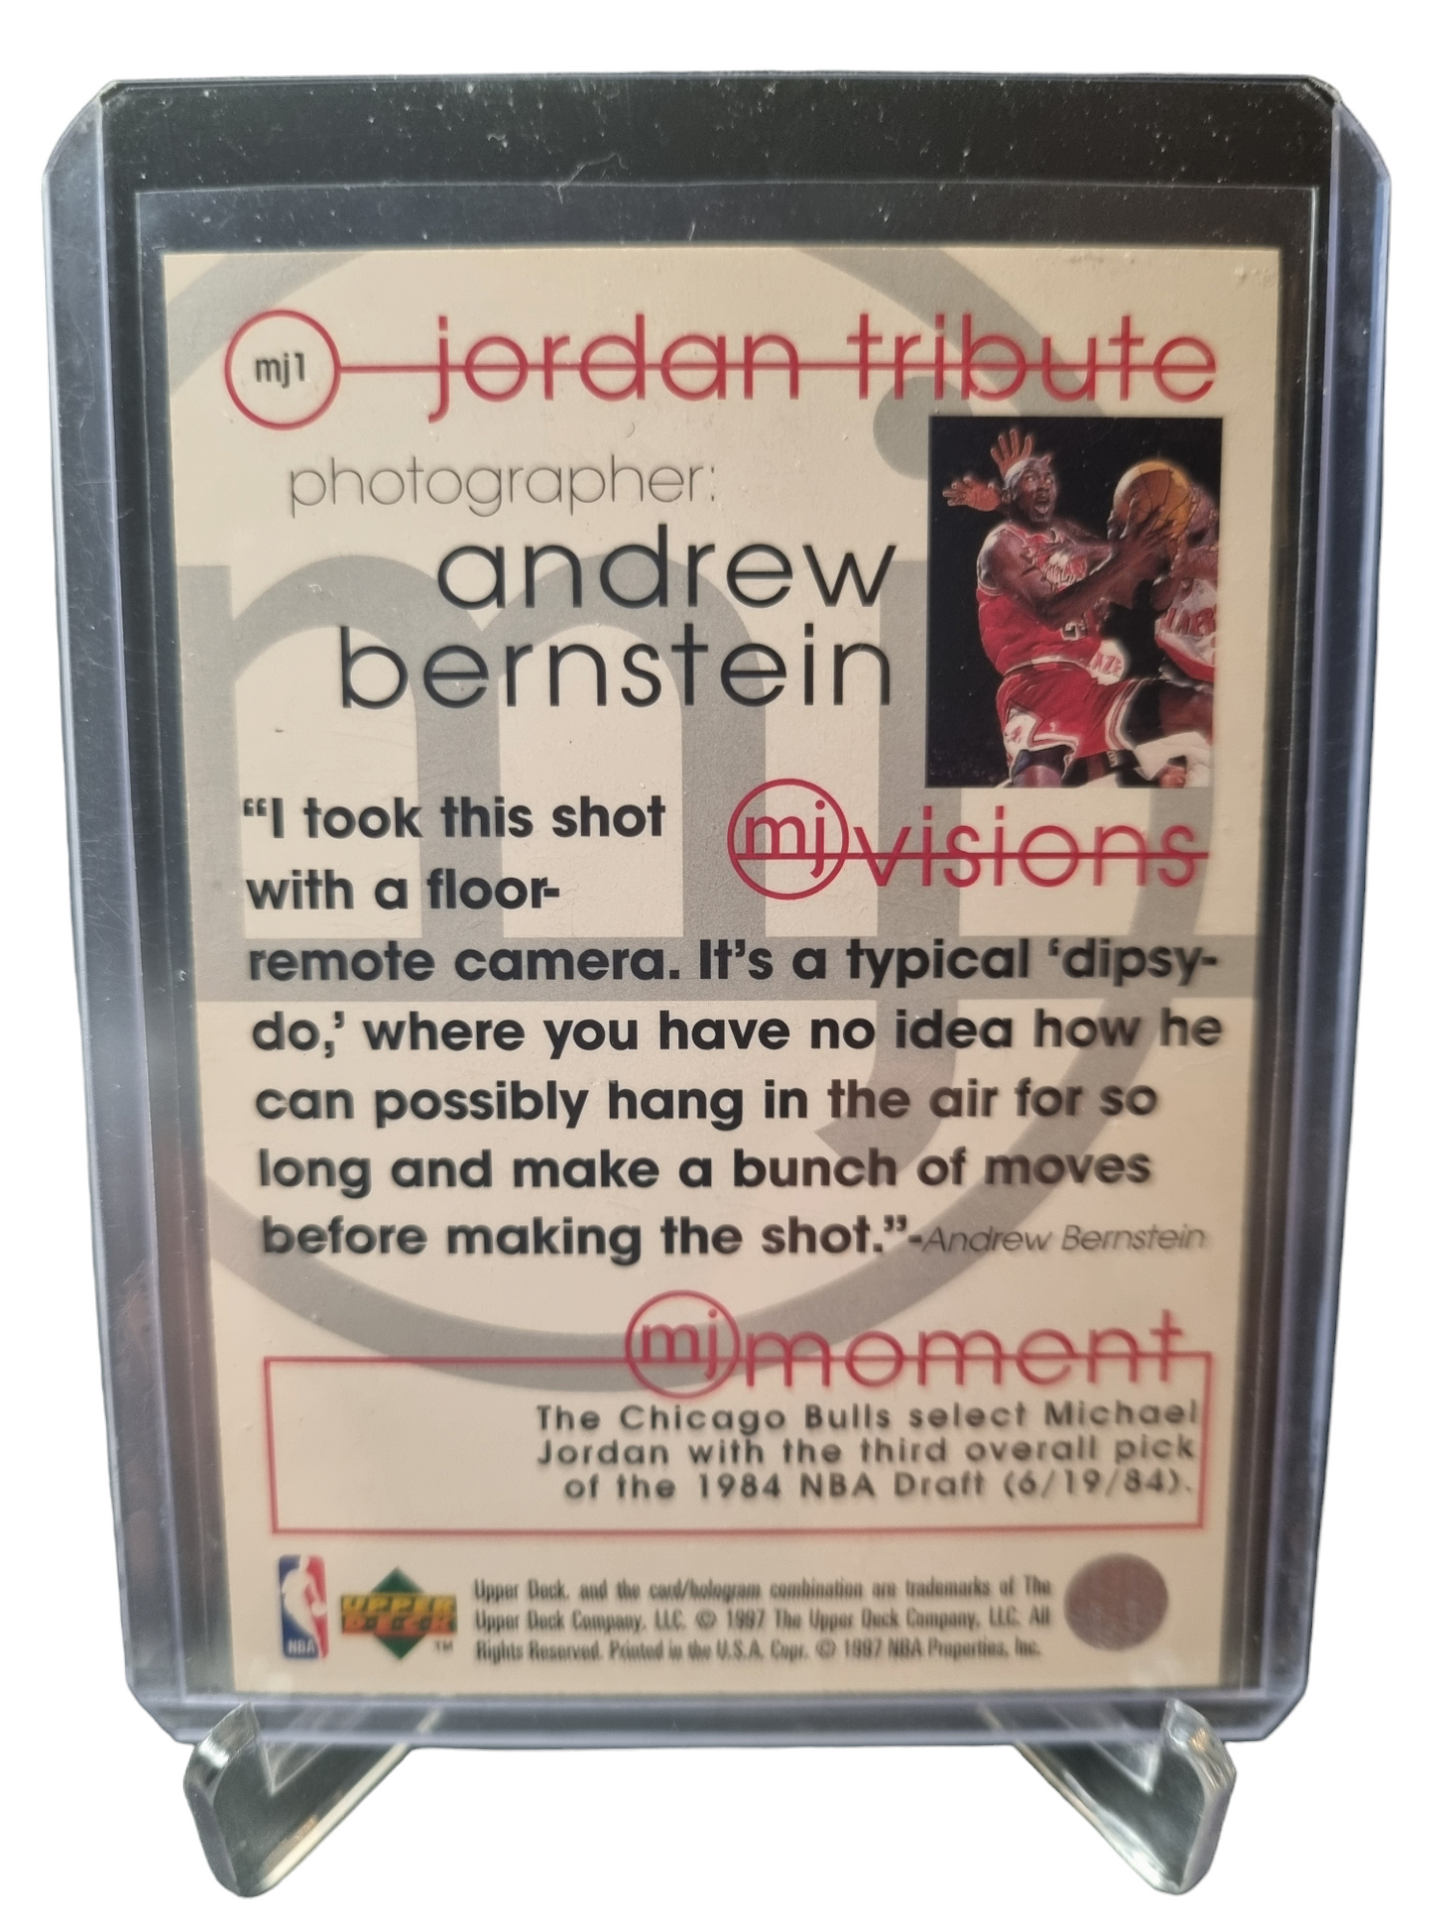 mj1 jordan tribute
photographer:
andrew
bernstein
"I took this shot
with a floor-
mj visions
remote camera. It's a typical 'dipsy-
do,' where you have no idea how he
can possibly hang in the air for so
long and make a bunch of moves
before making the shot."-Andrew Bernstein
mj moment
The Chicago Bulls select Michael
Jordan with the third overall pick
of the 1984 NBA Draft (6/19/84).
NBA
UPPER
DECK
TM
Upper Deck, and the card/hologram combination are trademarks of The
Upper Deck Company, LLC. © 1997 The Upper Deck Company, LLC. All
Rights Reserved. Printed in the U.S.A. Copr. © 1997 NBA Properties, Inc.
mj